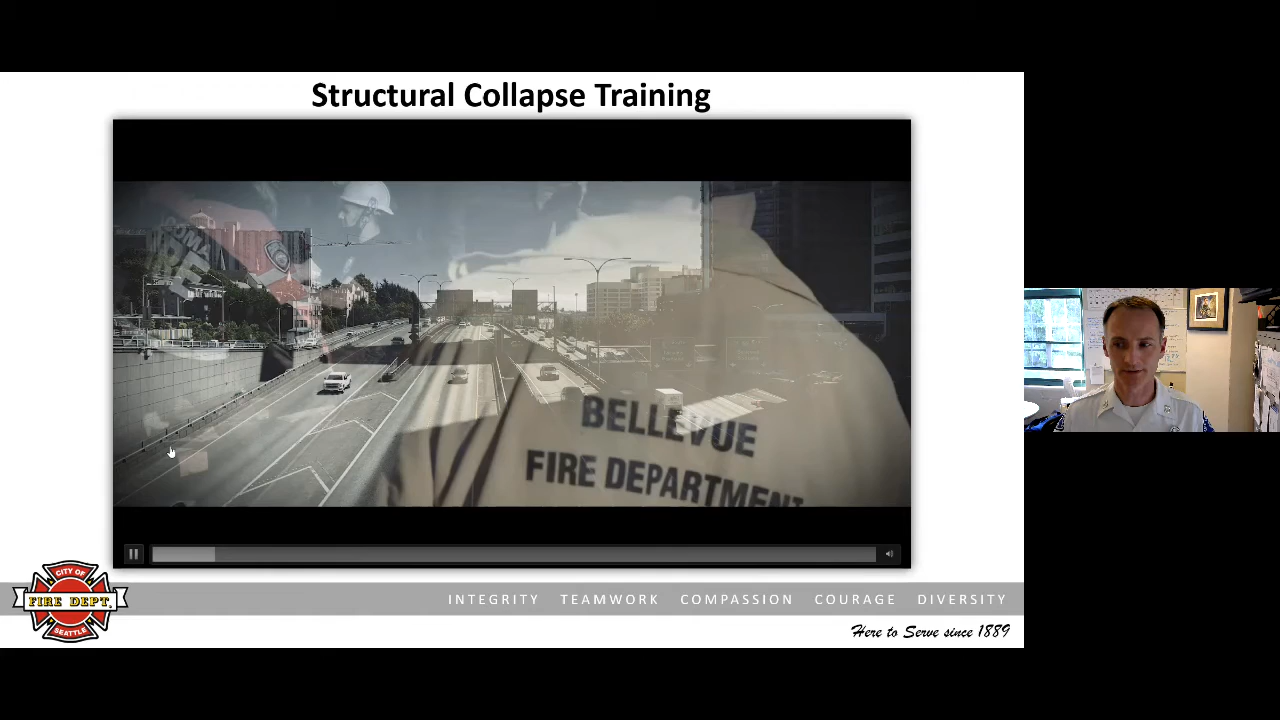 Structural Collapse Training
BELLEVUE
FIRE DEPARTMENT
CITY OF
FIRE DEPT.
SEATTLE
INTEGRITY TEAMWORK COMPASSION COURAGE DIVERSITY
Here to Serve since 1889